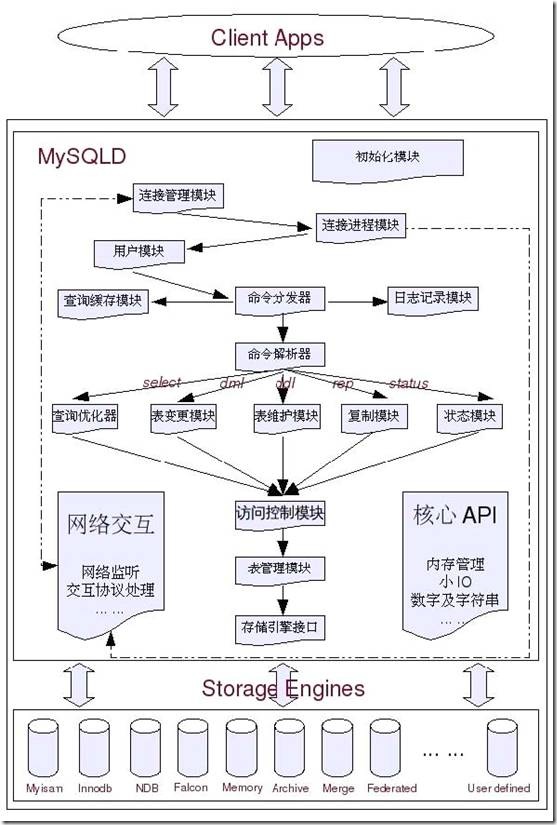 Client Apps
MySQLD
初始化模块
连接管理模块
连接进程模块
用户模块
查询缓存模块
命令分发器
日志记录模块
命令解析器
select
dml
ddl
rep
status
查询优化器
表变更模块
表维护模块
复制模块
状态模块
访问控制模块
网络交互
网络监听
交互协议处理
... ...
核心 API
内存管理
小 IO
数字及字符串
... ...
表管理模块
存储引擎接口
Storage Engines
Myisam
Innodb
NDB
Falcon
Memory
Archive
Merge
Federated
... ...
User defined